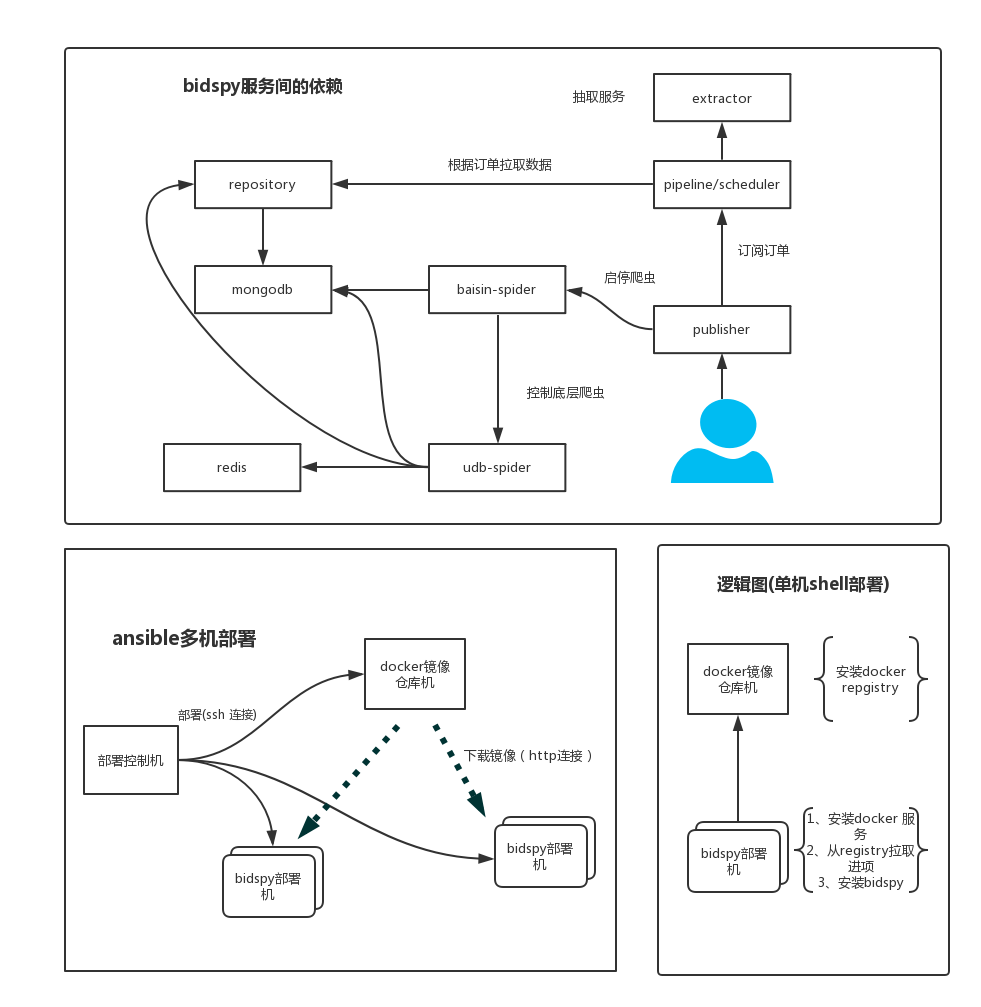 bidspy服务间的依赖
抽取服务
extractor
根据订单拉取数据
repository
pipeline/scheduler
订阅订单
启停爬虫
mongodb
baisin-spider
publisher
控制底层爬虫
redis
udb-spider
ansible多机部署
docker镜像
仓库机
部署(ssh 连接)
部署控制机
下载镜像（http连接）
bidspy部署
机
bidspy部署
机
逻辑图(单机shell部署)
docker镜像
仓库机
安装docker
repgistry
bidspy部署
机
1、安装docker 服
务
2、从registry拉取
进项
3、安装bidspy